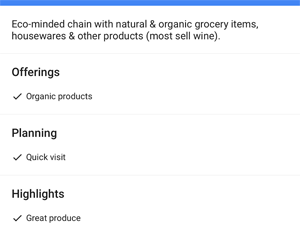 Eco-minded chain with natural & organic grocery items,
housewares & other products (most sell wine).
Offerings
Organic products
Planning
Quick visit
Highlights
Great produce